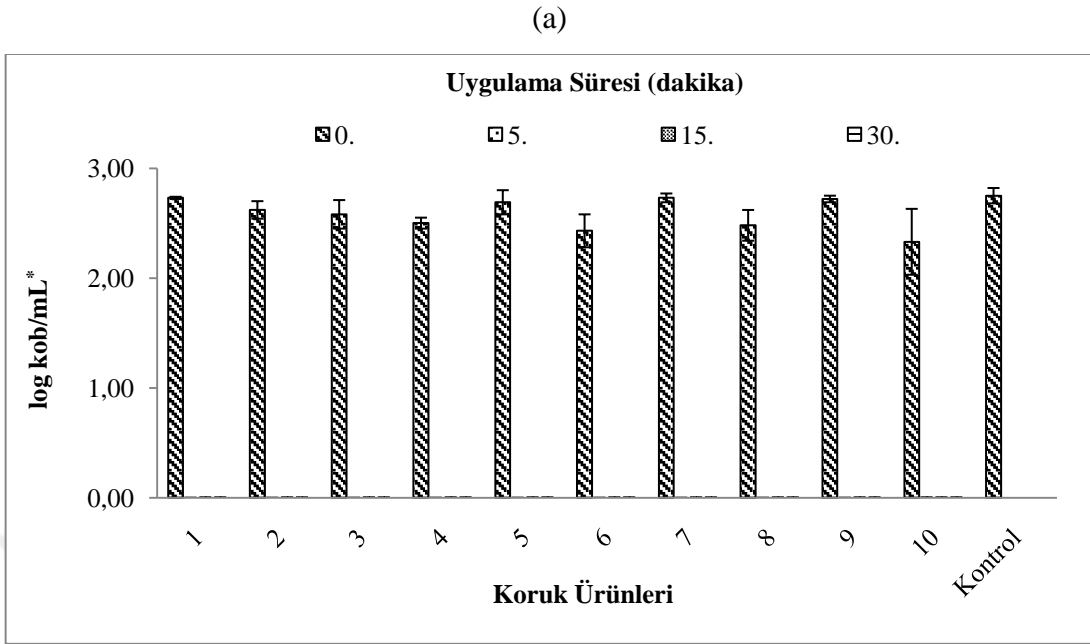 (a)
Uygulama Süresi (dakika)
0. 5. 15. 30.
3,00
2,00
1,00
0,00
log kob/mL*
1 2 3 4 5 6 7 8 9 10 Kontrol
Koruk Ürünleri